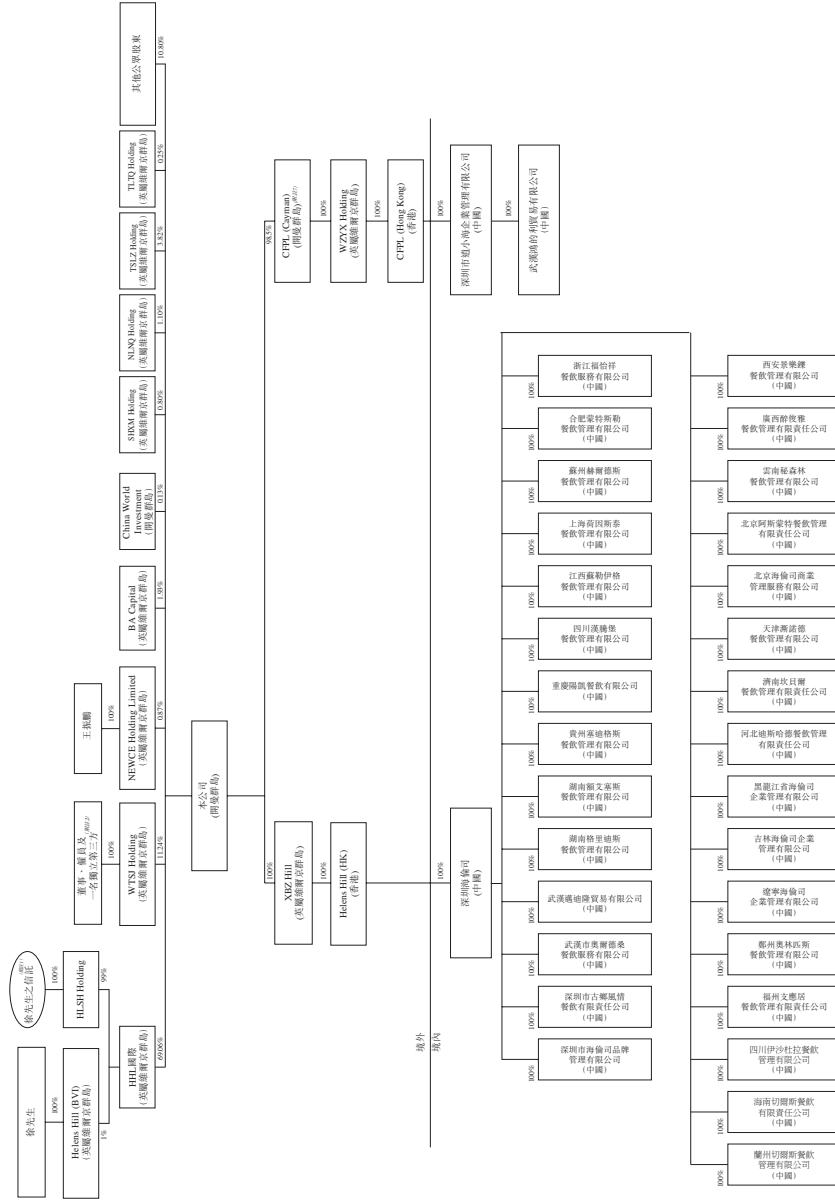 徐先生
100%
Helens Hill (BVI)
(英屬維爾京群島)
1%
徐先生之信託(附註1)
100%
HLSH Holding
99%
HHL國際
(英屬維爾京群島)
69.06%
董事、僱員及
一名獨立第三方(附註2)
100%
WTSJ Holding
(英屬維爾京群島)
11.24%
王振鵬
100%
NEWCE Holding Limited
(英屬維爾京群島)
0.87%
BA Capital
(英屬維爾京群島)
1.93%
China World
Investment
(開曼群島)
0.13%
SHXM Holding
(英屬維爾京群島)
0.80%
NLNQ Holding
(英屬維爾京群島)
1.10%
TSLZ Holding
(英屬維爾京群島)
3.82%
TLTQ Holding
(英屬維爾京群島)
0.25%
其他公眾股東
10.80%
本公司
(開曼群島)
100%
XBZ Hill
(英屬維爾京群島)
100%
Helens Hill (HK)
(香港)
98.5%
CFPL (Cayman)
(開曼群島)
100%
WZYX Holding
(英屬維爾京群島)
100%
CFPL (Hong Kong)
(香港)
境外
境內
100%
深圳海倫司
(中國)
100%
深圳市逍小海企業管理有限公司
(中國)
100%
武漢鴻的利貿易有限公司
(中國)
100%
浙江福怡祥
餐飲服務有限公司
(中國)
100%
合肥蒙特斯勒
餐飲管理有限公司
(中國)
100%
蘇州赫爾德斯
餐飲管理有限公司
(中國)
100%
上海荷因斯泰
餐飲管理有限公司
(中國)
100%
江西蘇勒伊格
餐飲管理有限公司
(中國)
100%
四川漢騰堡
餐飲管理有限公司
(中國)
100%
重慶陽凱餐飲有限公司
(中國)
100%
貴州塞迪格斯
餐飲管理有限公司
(中國)
100%
湖南額艾塞斯
餐飲管理有限公司
(中國)
100%
湖南格里迪斯
餐飲管理有限公司
(中國)
100%
武漢邁迪隆貿易有限公司
(中國)
100%
武漢市奧爾德桑
餐飲服務有限公司
(中國)
100%
深圳市古鄉風情
餐飲有限責任公司
(中國)
100%
深圳市海倫司品牌
管理有限公司
(中國)
100%
西安景樂鏵
餐飲管理有限公司
(中國)
100%
廣西醉俊雅
餐飲管理有限責任公司
(中國)
100%
雲南秘森林
餐飲管理有限公司
(中國)
100%
北京阿斯蒙特餐飲管理
有限責任公司
(中國)
100%
北京海倫司商業
管理服務有限公司
(中國)
100%
天津澌諾德
餐飲管理有限公司
(中國)
100%
濟南坎貝爾
餐飲管理有限責任公司
(中國)
100%
河北迪斯哈德餐飲管理
有限責任公司
(中國)
100%
黑龍江省海倫司
企業管理有限公司
(中國)
100%
吉林海倫司企業
管理有限公司
(中國)
100%
遼寧海倫司
企業管理有限公司
(中國)
100%
鄭州奧林匹斯
餐飲管理有限公司
(中國)
100%
福州支應居
餐飲管理有限責任公司
(中國)
100%
四川伊沙杜拉餐飲
管理有限公司
(中國)
100%
海南切爾斯餐飲
有限責任公司
(中國)
100%
蘭州切爾斯餐飲
管理有限公司
(中國)